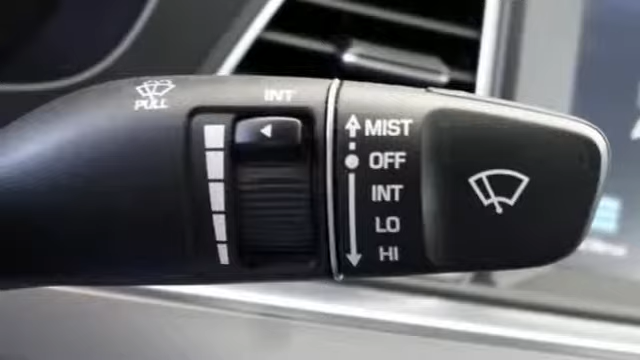 PULL
INT
MIST
OFF
INT
LO
HI